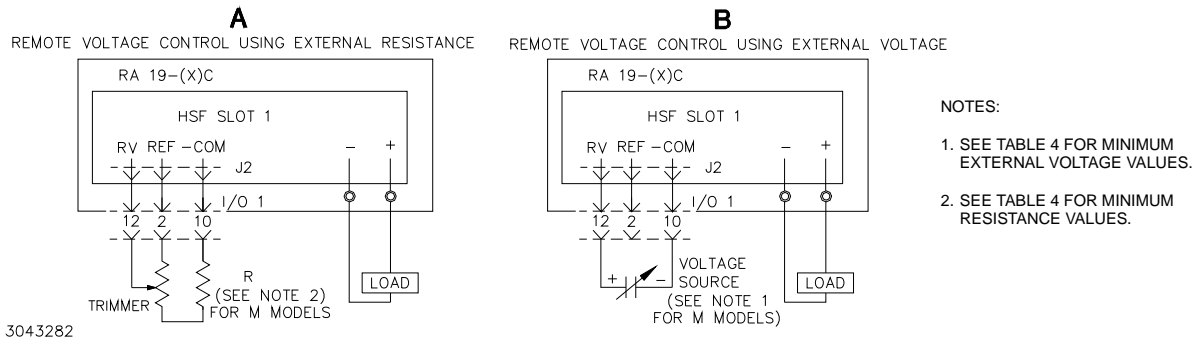 A
REMOTE VOLTAGE CONTROL USING EXTERNAL RESISTANCE
RA 19-(X)C
HSF SLOT 1
RV REF -COM
- +
J2
I/O 1
12 2 10
TRIMMER
R
(SEE NOTE 2)
FOR M MODELS
LOAD
3043282
B
REMOTE VOLTAGE CONTROL USING EXTERNAL VOLTAGE
RA 19-(X)C
HSF SLOT 1
RV REF -COM
- +
J2
I/O 1
12 2 10
+ -
VOLTAGE
SOURCE
(SEE NOTE 1
FOR M MODELS)
LOAD
NOTES:
1. SEE TABLE 4 FOR MINIMUM
EXTERNAL VOLTAGE VALUES.
2. SEE TABLE 4 FOR MINIMUM
RESISTANCE VALUES.